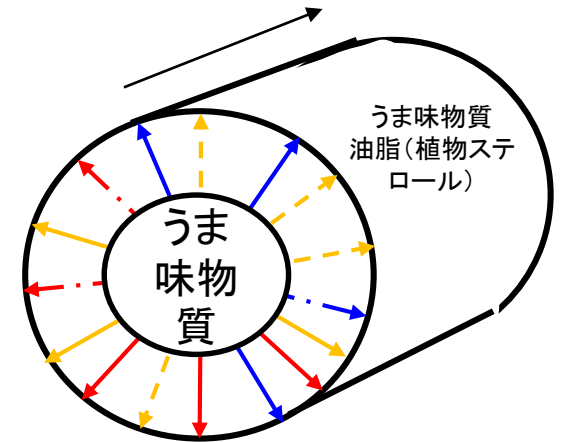 うま味物質
油脂（植物ステ
ロール）
うま
味物
質